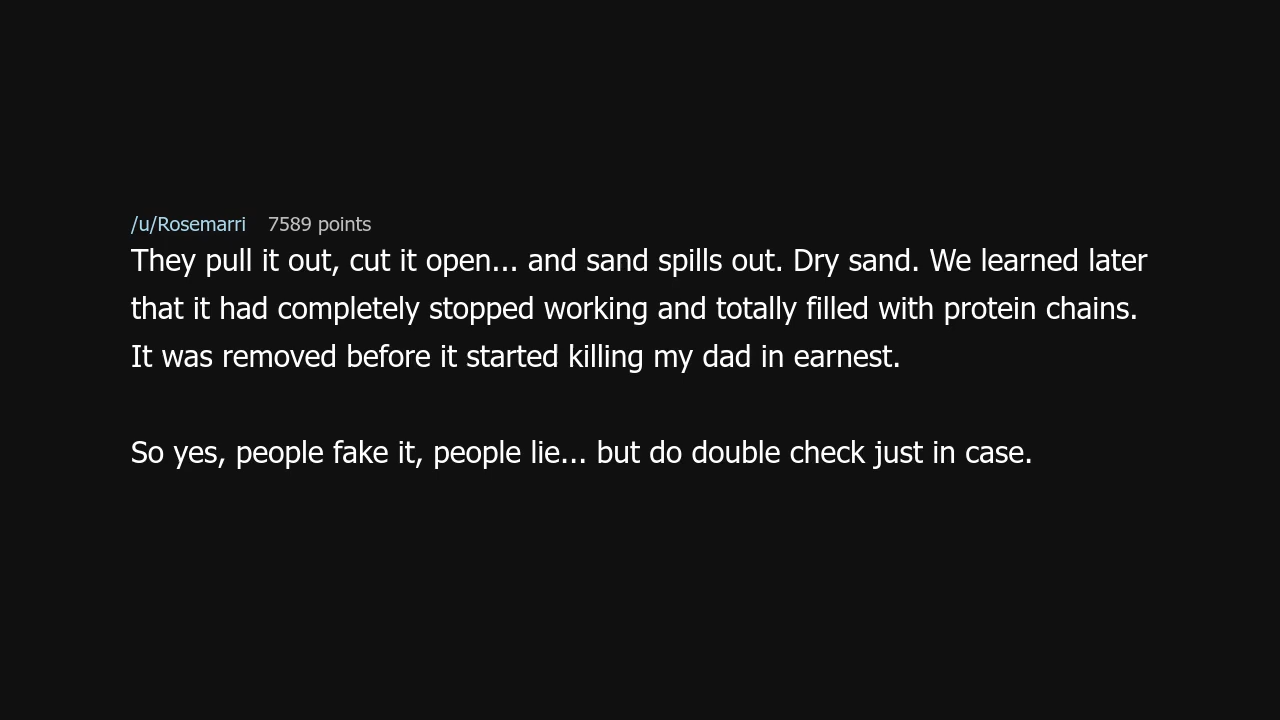 /u/Rosemarri 7589 points
They pull it out, cut it open... and sand spills out. Dry sand. We learned later
that it had completely stopped working and totally filled with protein chains.
It was removed before it started killing my dad in earnest.
So yes, people fake it, people lie... but do double check just in case.